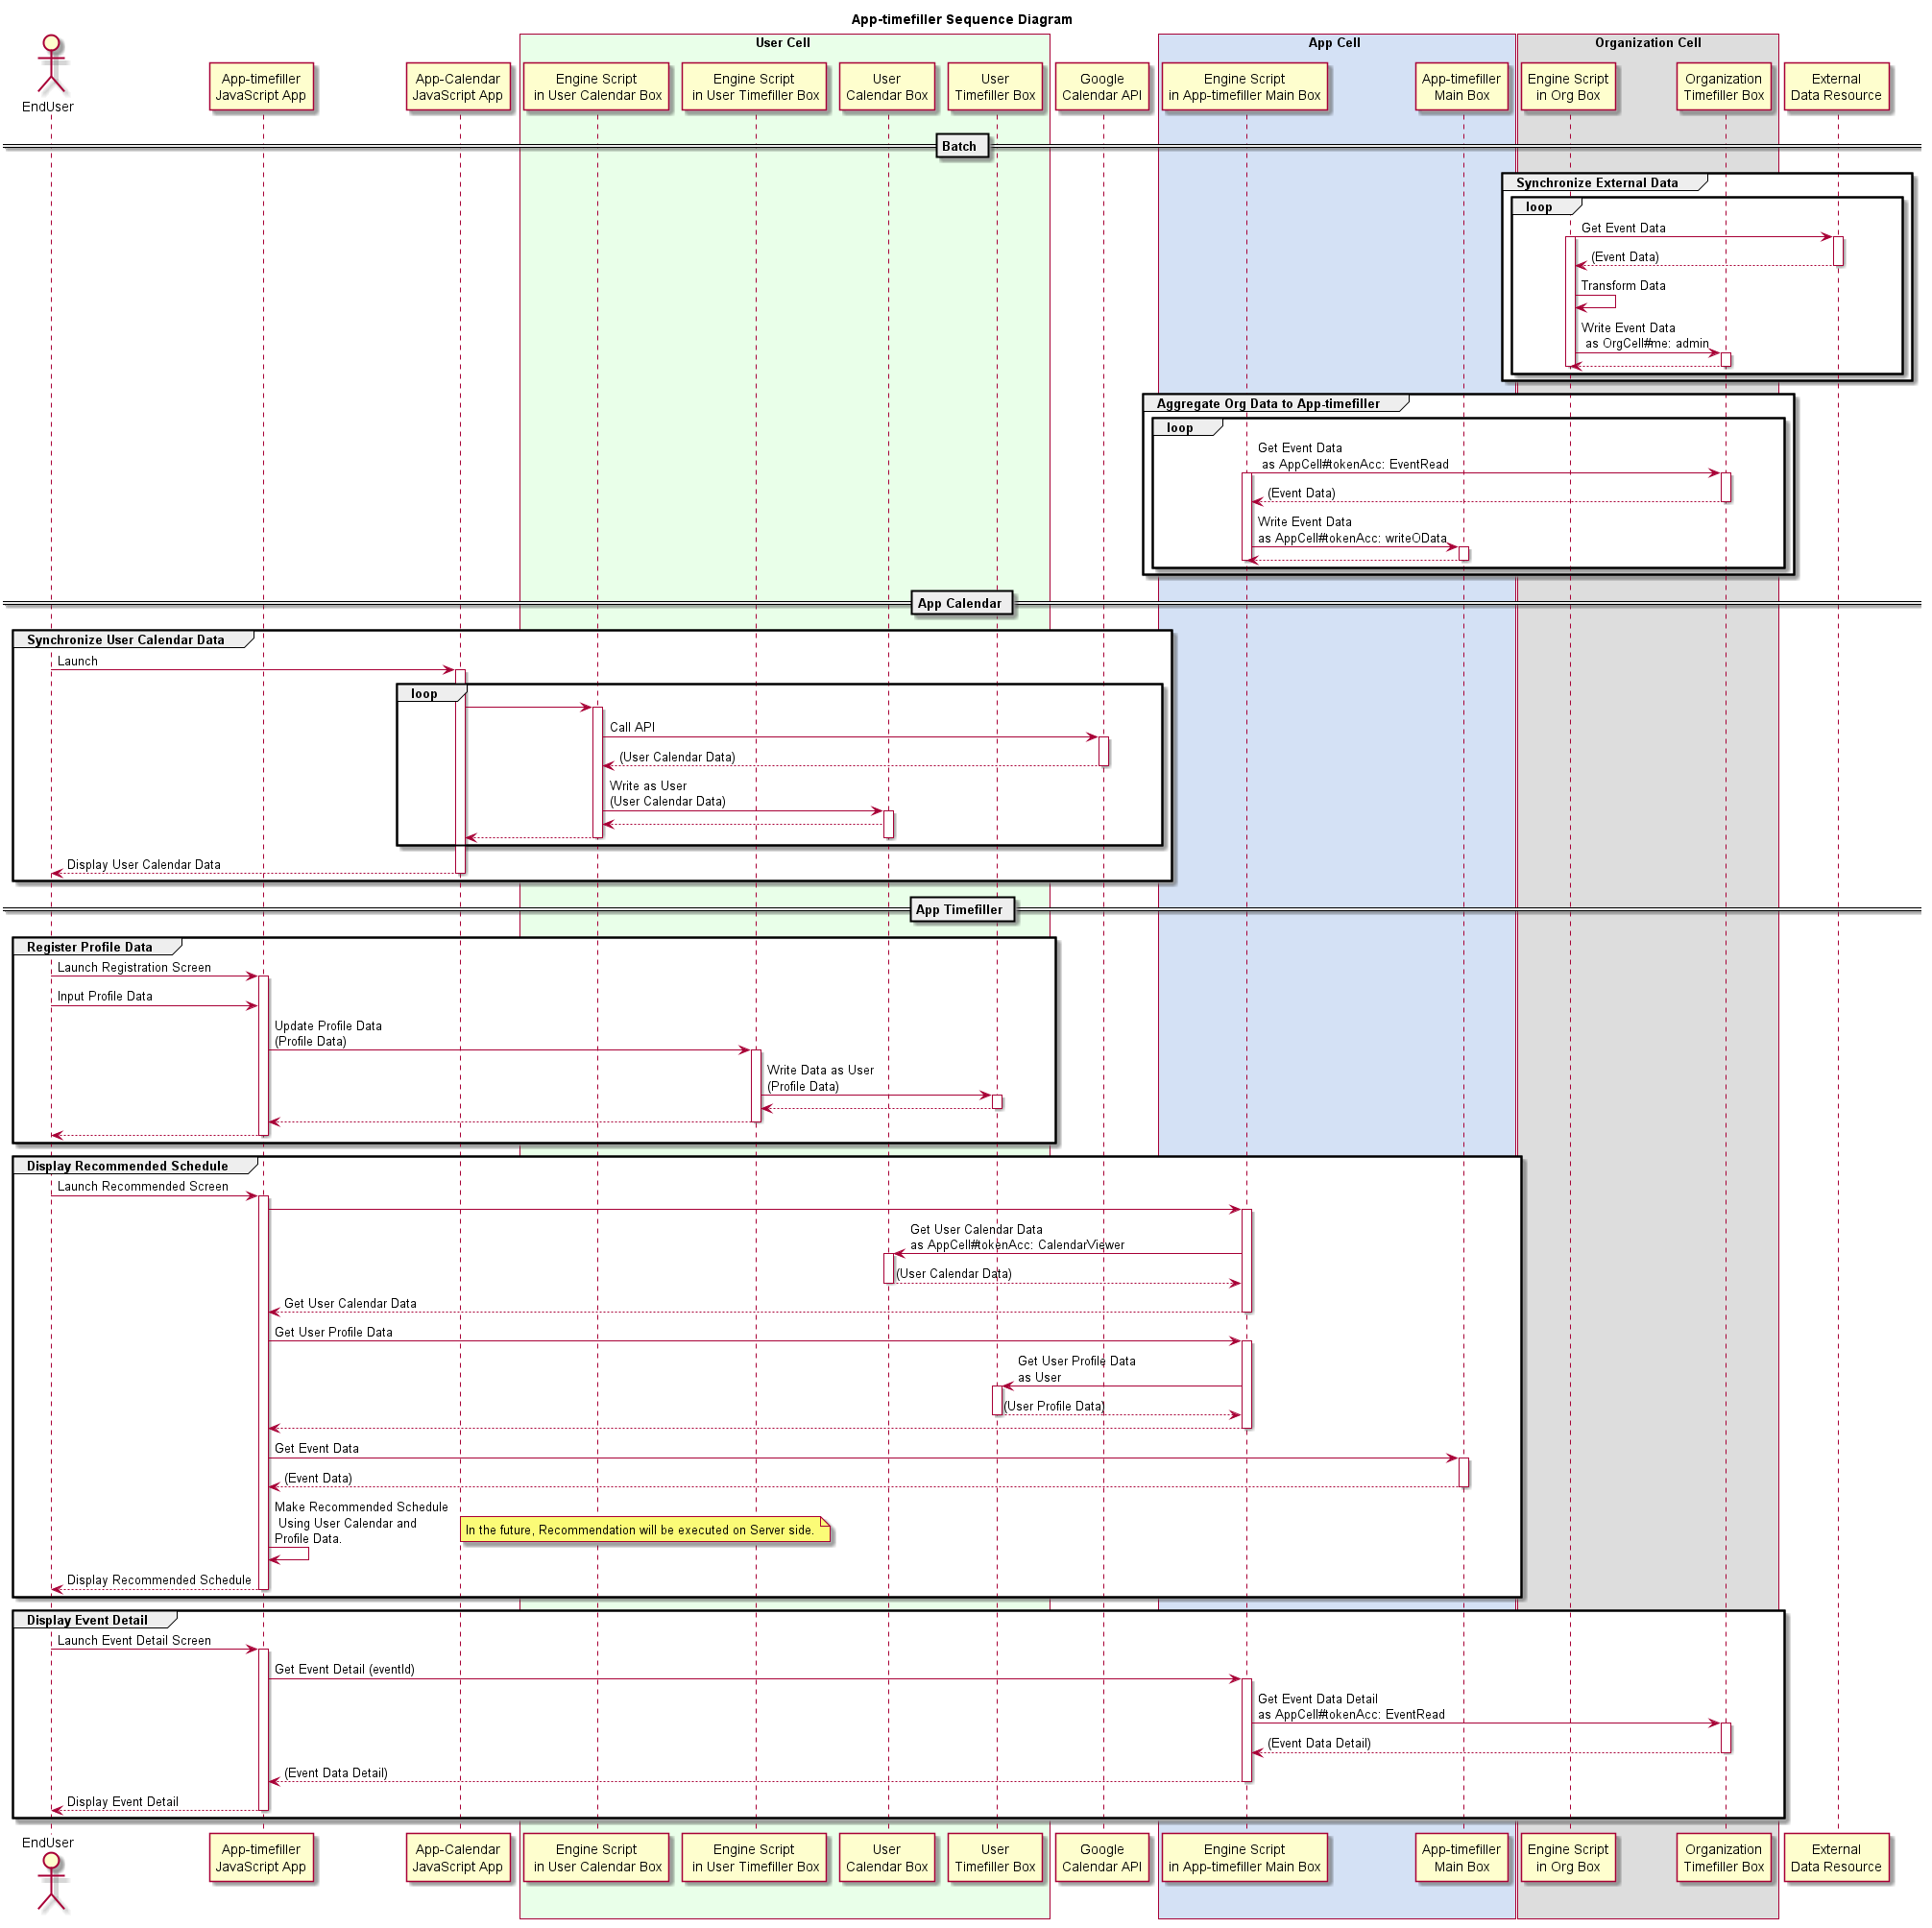 App-timefiller Sequence Diagram
User Cell
App Cell
Organization Cell
EndUser
App-timefiller
JavaScript App
App-Calendar
JavaScript App
Engine Script
in User Calendar Box
Engine Script
in User Timefiller Box
User
Calendar Box
User
Timefiller Box
Google
Calendar API
Engine Script
in App-timefiller Main Box
App-timefiller
Main Box
Engine Script
in Org Box
Organization
Timefiller Box
External
Data Resource
Batch
Synchronize External Data
loop
Get Event Data
(Event Data)
Transform Data
Write Event Data
as OrgCell#me: admin
Aggregate Org Data to App-timefiller
loop
Get Event Data
as AppCell#tokenAcc: EventRead
(Event Data)
Write Event Data
as AppCell#tokenAcc: writeOData
App Calendar
Synchronize User Calendar Data
Launch
loop
Call API
(User Calendar Data)
Write as User
(User Calendar Data)
Display User Calendar Data
App Timefiller
Register Profile Data
Launch Registration Screen
Input Profile Data
Update Profile Data
(Profile Data)
Write Data as User
(Profile Data)
Display Recommended Schedule
Launch Recommended Screen
Get User Calendar Data
as AppCell#tokenAcc: CalendarViewer
(User Calendar Data)
Get User Calendar Data
Get User Profile Data
Get User Profile Data
as User
(User Profile Data)
Get Event Data
(Event Data)
Make Recommended Schedule
Using User Calendar and
Profile Data.
In the future, Recommendation will be executed on Server side.
Display Recommended Schedule
Display Event Detail
Launch Event Detail Screen
Get Event Detail (eventId)
Get Event Data Detail
as AppCell#tokenAcc: EventRead
(Event Data Detail)
(Event Data Detail)
Display Event Detail
EndUser
App-timefiller
JavaScript App
App-Calendar
JavaScript App
Engine Script
in User Calendar Box
Engine Script
in User Timefiller Box
User
Calendar Box
User
Timefiller Box
Google
Calendar API
Engine Script
in App-timefiller Main Box
App-timefiller
Main Box
Engine Script
in Org Box
Organization
Timefiller Box
External
Data Resource